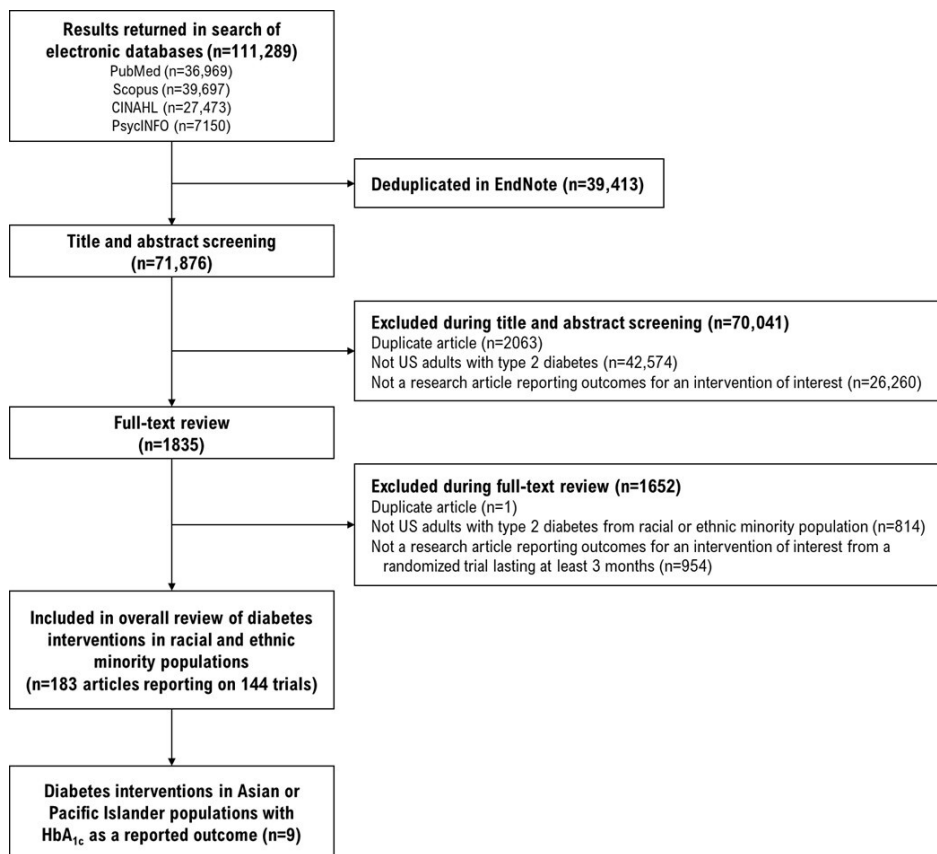 Results returned in search of
electronic databases (n=111,289)
PubMed (n=36,969)
Scopus (n=39,697)
CINAHL (n=27,473)
PsycINFO (n=7150)
Deduplicated in EndNote (n=39,413)
Title and abstract screening
(n=71,876)
Excluded during title and abstract screening (n=70,041)
Duplicate article (n=2063)
Not US adults with type 2 diabetes (n=42,574)
Not a research article reporting outcomes for an intervention of interest (n=26,260)
Full-text review
(n=1835)
Excluded during full-text review (n=1652)
Duplicate article (n=1)
Not US adults with type 2 diabetes from racial or ethnic minority population (n=814)
Not a research article reporting outcomes for an intervention of interest from a
randomized trial lasting at least 3 months (n=954)
Included in overall review of diabetes
interventions in racial and ethnic
minority populations
(n=183 articles reporting on 144 trials)
Diabetes interventions in Asian or
Pacific Islander populations with
HbA1c as a reported outcome (n=9)